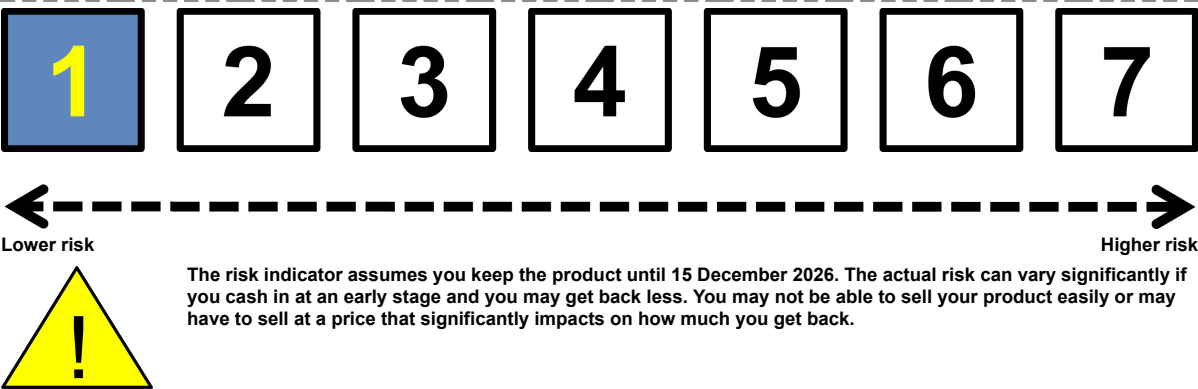 1 2 3 4 5 6 7
Lower risk Higher risk
The risk indicator assumes you keep the product until 15 December 2026. The actual risk can vary significantly if
you cash in at an early stage and you may get back less. You may not be able to sell your product easily or may
have to sell at a price that significantly impacts on how much you get back.
!